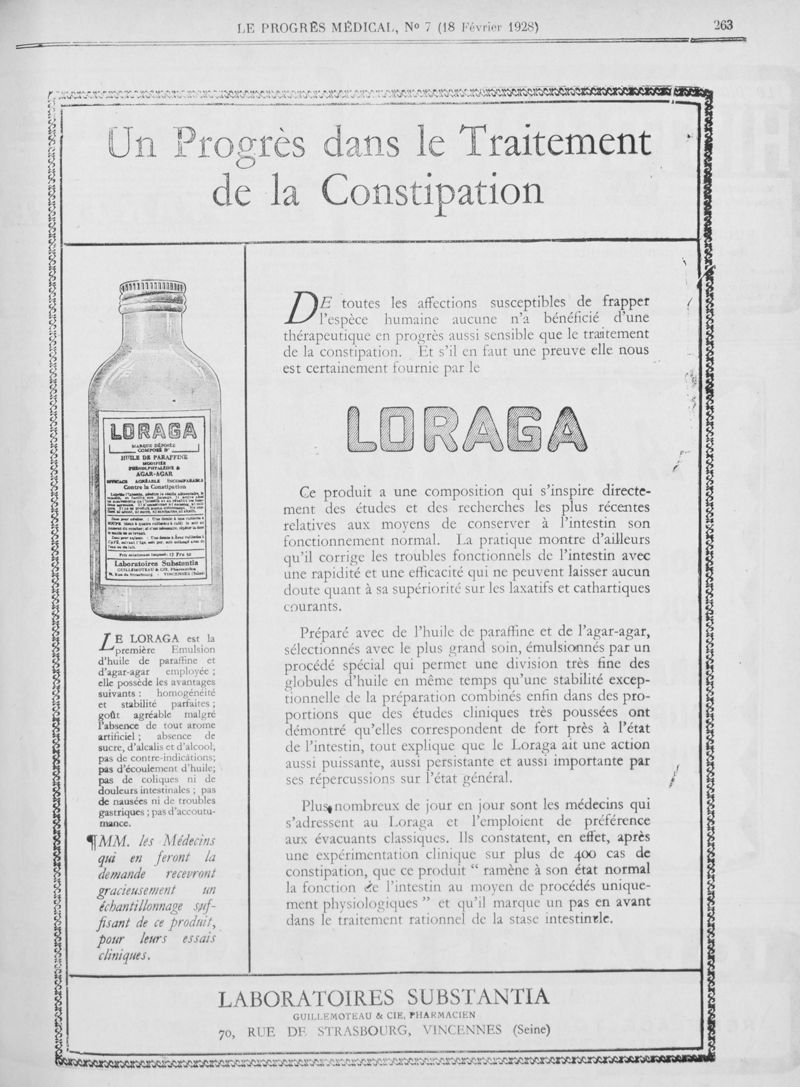 LE PROGRÈS MÉDICAL, No 7 (18 Février 1928)
263
Un Progrès dans le Traitement
de la Constipation
LORAGA
MARQUE DÉPOSÉE
COMPOSÉ
HUILE DE PARAFFINE
MODIFIÉE
PHÉNOLPHTALÉINE &
AGAR-AGAR
EFFICACE AGRÉABLE INCOMPARABLE
Contre la Constipation
Laboratoires Substantia
GUILLEMOTEAU & CIE, Pharmacien
Rue de Strasbourg - VINCENNES (Seine)
LE LORAGA est la
première Emulsion
d'huile de paraffine et
d'agar-agar employée ;
elle possède les avantages
suivants : homogénéité
et stabilité parfaites ;
goût agréable malgré
l'absence de tout arome
artificiel ; absence de
sucre, d'alcalis et d'alcool,
pas de contre-indications;
pas d'écoulement d'huile;
pas de coliques ni de
douleurs intestinales ; pas
de nausées ni de troubles
gastriques ; pas d'accoutu-
mance.
¶MM. les Médecins
qui en feront la
demande recevront
gracieusement un
échantillonnage suf-
fisant de ce produit,
pour leurs essais
cliniques.
DE toutes les affections susceptibles de frapper
l'espèce humaine aucune n'a bénéficié d'une
thérapeutique en progrès aussi sensible que le traitement
de la constipation. Et s'il en faut une preuve elle nous
est certainement fournie par le
LORAGA
Ce produit a une composition qui s'inspire directe-
ment des études et des recherches les plus récentes
relatives aux moyens de conserver à l'intestin son
fonctionnement normal. La pratique montre d'ailleurs
qu'il corrige les troubles fonctionnels de l'intestin avec
une rapidité et une efficacité qui ne peuvent laisser aucun
doute quant à sa supériorité sur les laxatifs et cathartiques
courants.
Préparé avec de l'huile de paraffine et de l'agar-agar,
sélectionnés avec le plus grand soin, émulsionnés par un
procédé spécial qui permet une division très fine des
globules d'huile en même temps qu'une stabilité excep-
tionnelle de la préparation combinés enfin dans des pro-
portions que des études cliniques très poussées ont
démontré qu'elles correspondent de fort près à l'état
de l'intestin, tout explique que le Loraga ait une action
aussi puissante, aussi persistante et aussi importante par
ses répercussions sur l'état général.
Plus nombreux de jour en jour sont les médecins qui
s'adressent au Loraga et l'emploient de préférence
aux évacuants classiques. Ils constatent, en effet, après
une expérimentation clinique sur plus de 400 cas de
constipation, que ce produit “ ramène à son état normal
la fonction de l'intestin au moyen de procédés unique-
ment physiologiques ” et qu'il marque un pas en avant
dans le traitement rationnel de la stase intestinale.
LABORATOIRES SUBSTANTIA
GUILLEMOTEAU & CIE, PHARMACIEN
70, RUE DE STRASBOURG, VINCENNES (Seine)